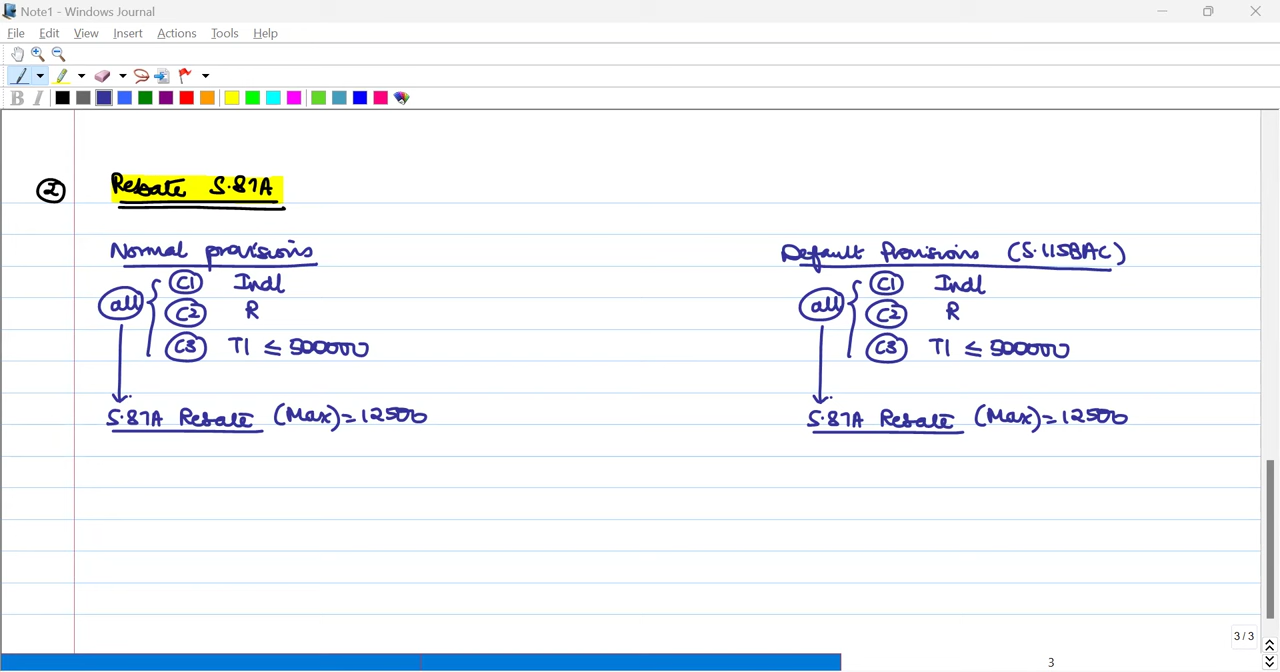 Note1 - Windows Journal
File Edit View Insert Actions Tools Help
B I
2 Rebate S.87A
Normal provisions
all C1 Indl
C2 R
C3 TI ≤ 500000
S.87A Rebate (Max) = 12500
Default Provisions (S.115BAC)
all C1 Indl
C2 R
C3 TI ≤ 500000
S.87A Rebate (Max) = 12500
3/3
3